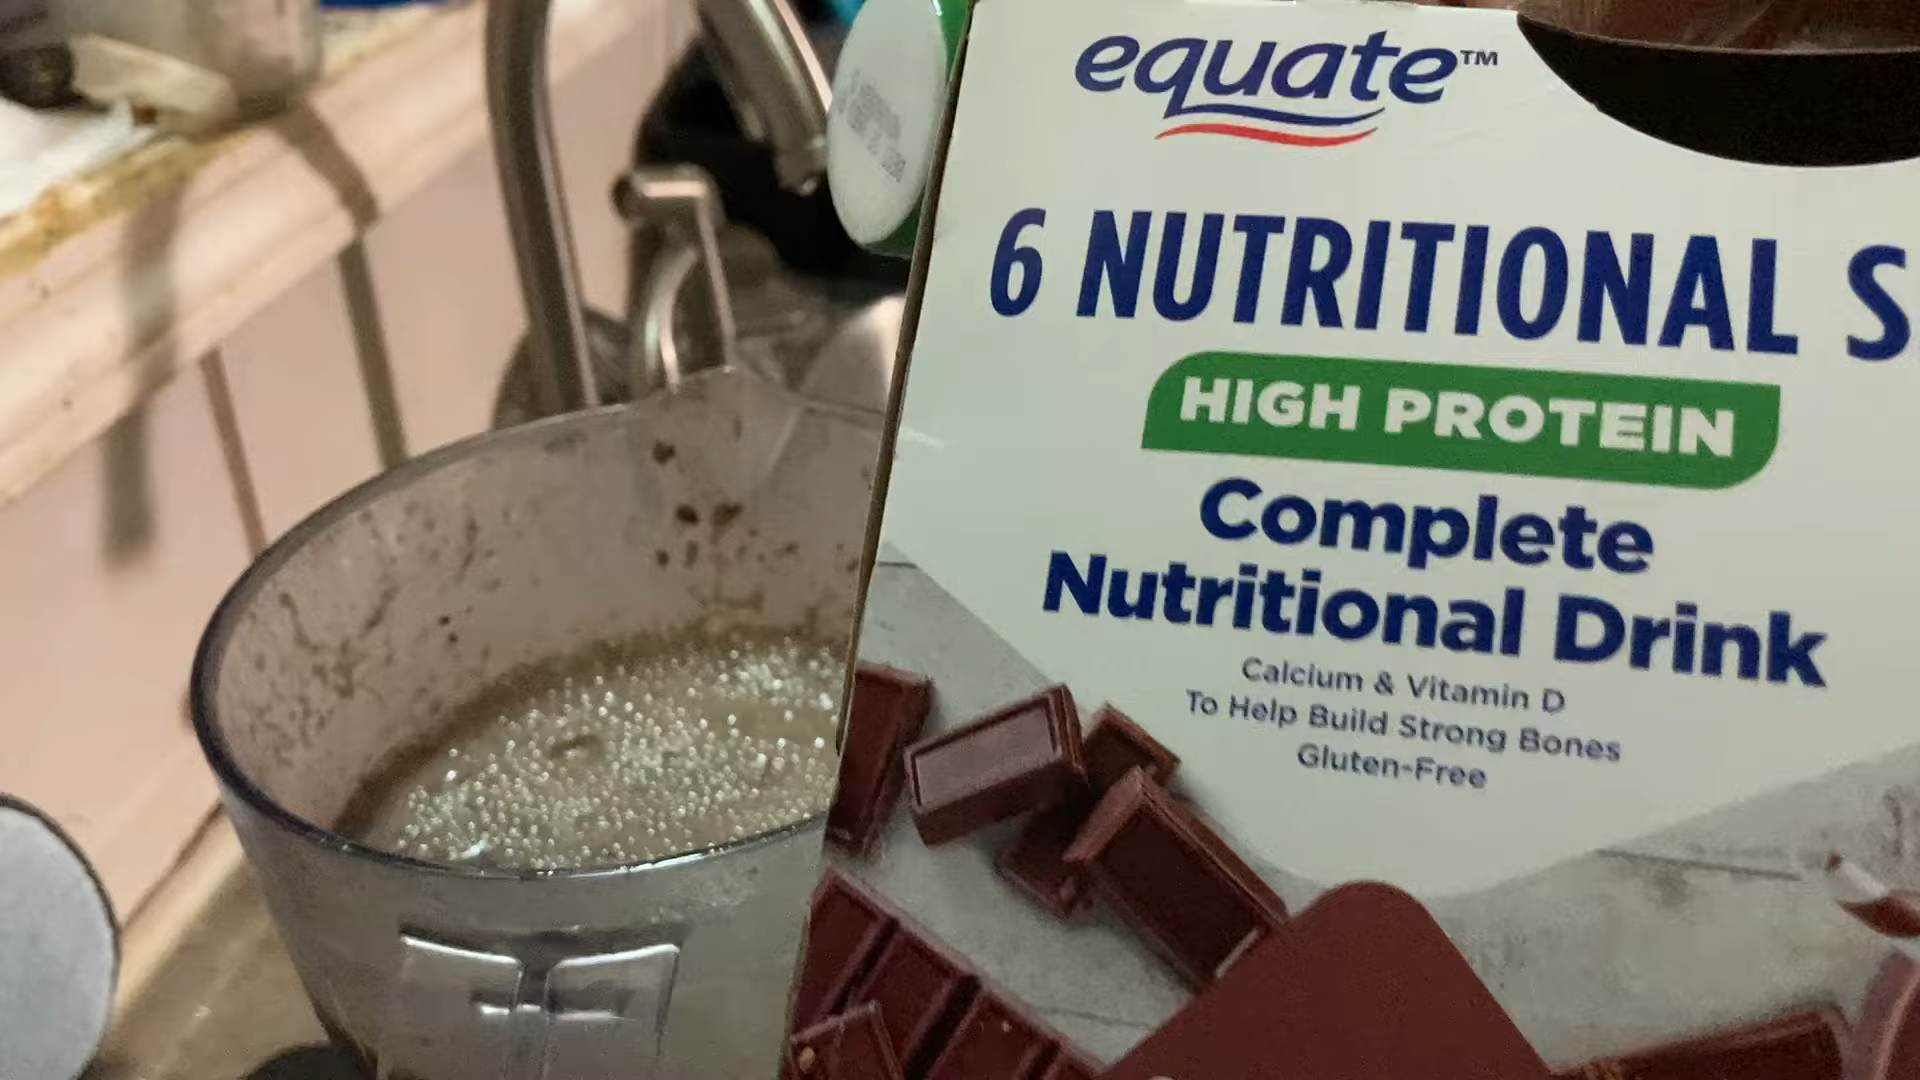 equate™
6 NUTRITIONAL S
HIGH PROTEIN
Complete
Nutritional Drink
Calcium & Vitamin D
To Help Build Strong Bones
Gluten-Free